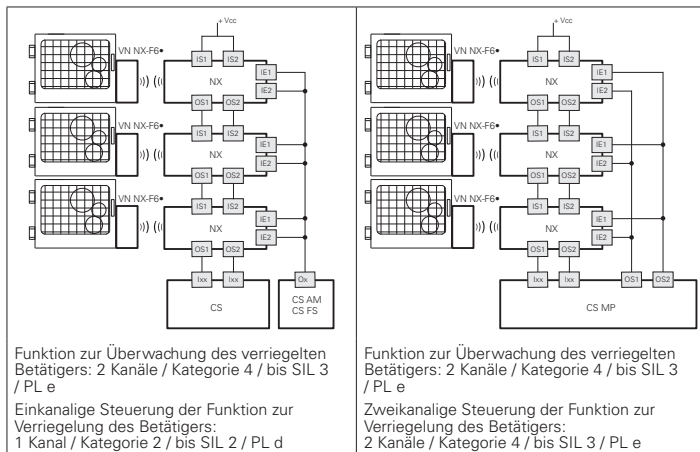 + Vcc
VN NX-F6•
IS1 IS2
NX
IE1
IE2
OS1 OS2
VN NX-F6•
IS1 IS2
NX
IE1
IE2
OS1 OS2
VN NX-F6•
IS1 IS2
NX
IE1
IE2
OS1 OS2
Ixx Ixx
CS
Ox
CS AM
CS FS
Funktion zur Überwachung des verriegelten
Betätigers: 2 Kanäle / Kategorie 4 / bis SIL 3
/ PL e
Einkanalige Steuerung der Funktion zur
Verriegelung des Betätigers:
1 Kanal / Kategorie 2 / bis SIL 2 / PL d
+ Vcc
VN NX-F6•
IS1 IS2
NX
IE1
IE2
OS1 OS2
VN NX-F6•
IS1 IS2
NX
IE1
IE2
OS1 OS2
VN NX-F6•
IS1 IS2
NX
IE1
IE2
OS1 OS2
Ixx Ixx
OS1 OS2
CS MP
Funktion zur Überwachung des verriegelten
Betätigers: 2 Kanäle / Kategorie 4 / bis SIL 3
/ PL e
Zweikanalige Steuerung der Funktion zur
Verriegelung des Betätigers:
2 Kanäle / Kategorie 4 / bis SIL 3 / PL e